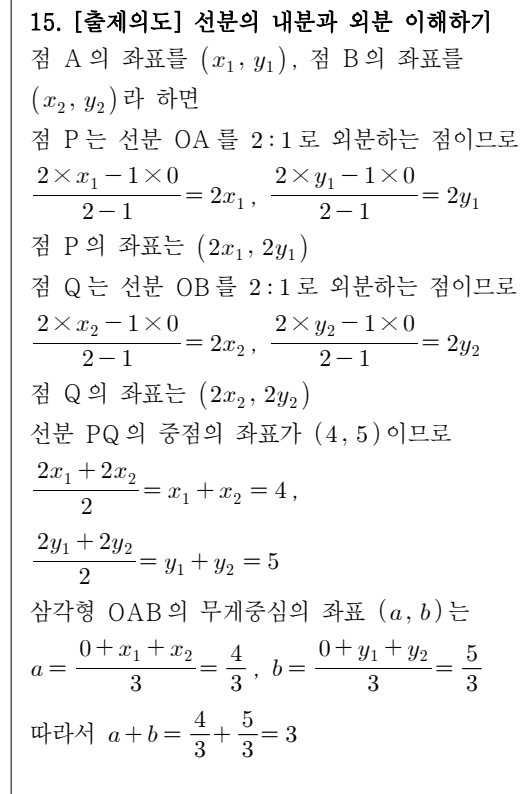 15. [출제의도] 선분의 내분과 외분 이해하기
점 A의 좌표를 (x₁, y₁), 점 B의 좌표를
(x₂, y₂)라 하면
점 P는 선분 OA를 2:1로 외분하는 점이므로
(2×x₁−1×0)/(2−1) = 2x₁, (2×y₁−1×0)/(2−1) = 2y₁
점 P의 좌표는 (2x₁, 2y₁)
점 Q는 선분 OB를 2:1로 외분하는 점이므로
(2×x₂−1×0)/(2−1) = 2x₂, (2×y₂−1×0)/(2−1) = 2y₂
점 Q의 좌표는 (2x₂, 2y₂)
선분 PQ의 중점의 좌표가 (4, 5)이므로
(2x₁+2x₂)/2 = x₁+x₂ = 4,
(2y₁+2y₂)/2 = y₁+y₂ = 5
삼각형 OAB의 무게중심의 좌표 (a, b)는
a = (0+x₁+x₂)/3 = 4/3, b = (0+y₁+y₂)/3 = 5/3
따라서 a+b = 4/3 + 5/3 = 3